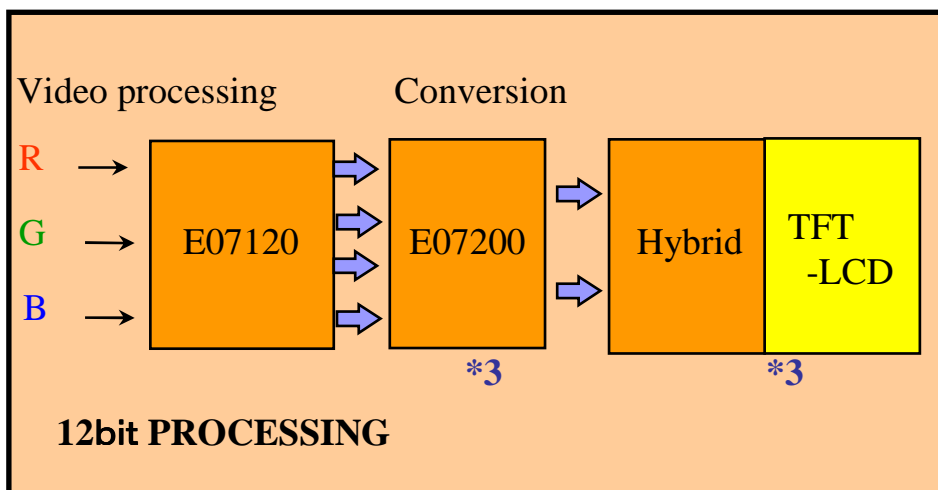 Video processing
Conversion
R
G
B
E07120
E07200
Hybrid
TFT
-LCD
*3
*3
12bit PROCESSING